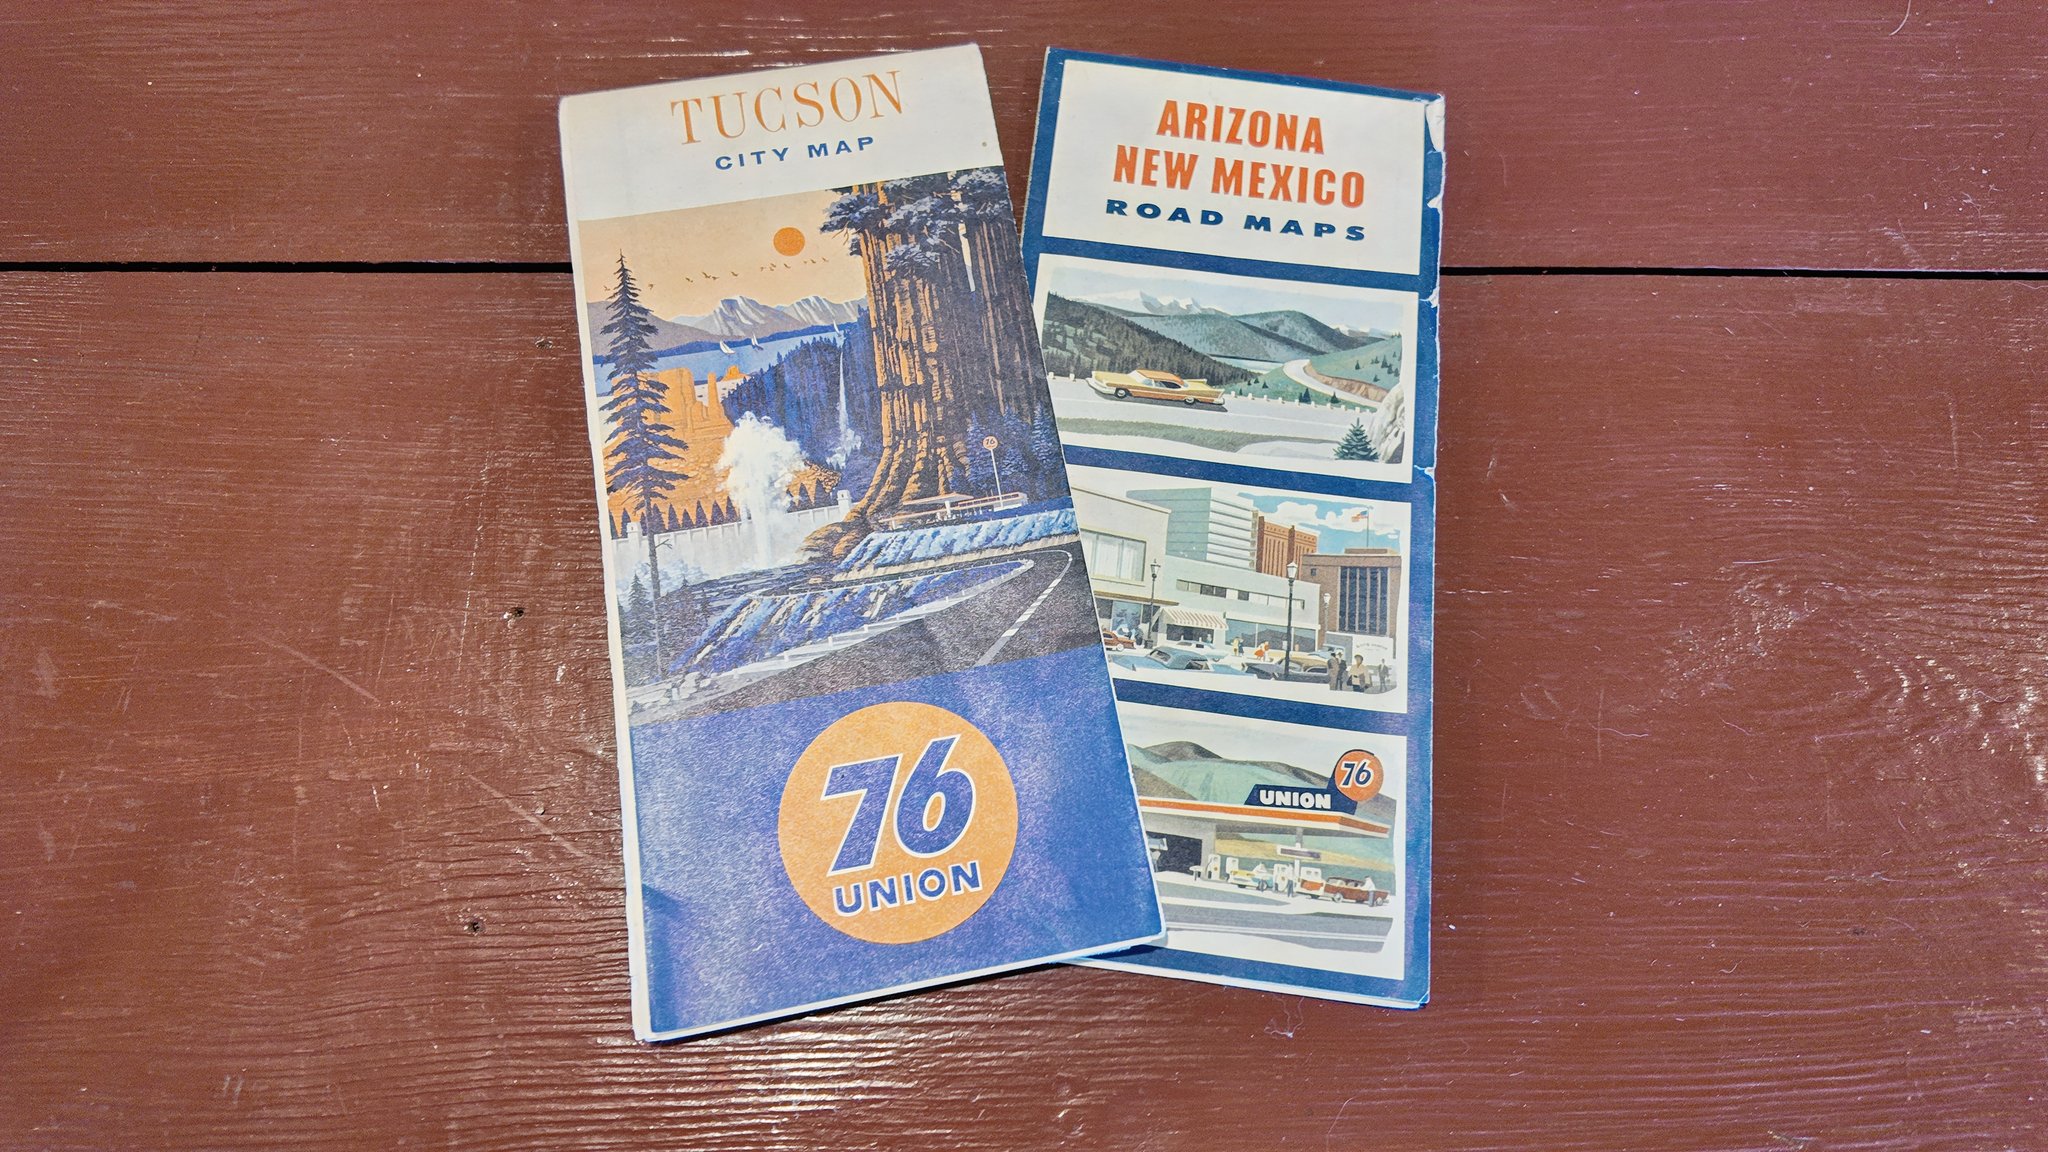 TUCSON
CITY MAP
76
76
UNION
ARIZONA
NEW MEXICO
ROAD MAPS
UNION
76